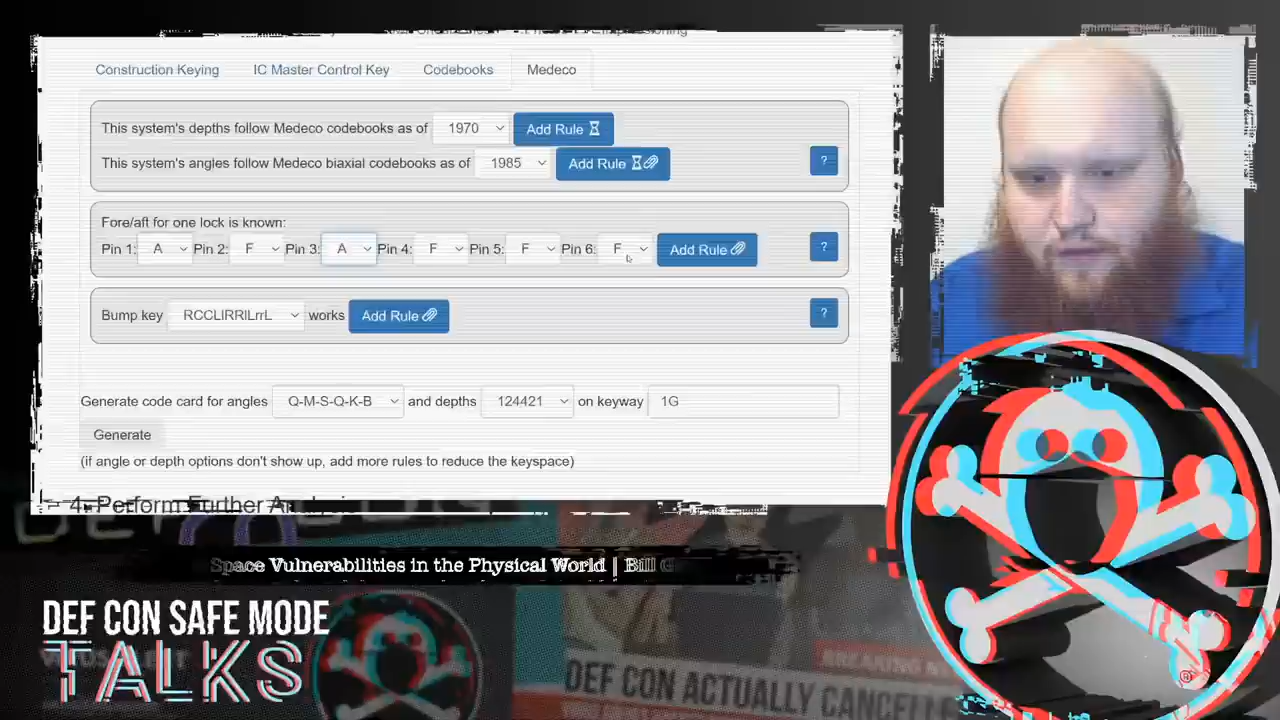 Construction Keying IC Master Control Key Codebooks Medeco
This system's depths follow Medeco codebooks as of 1970 Add Rule
This system's angles follow Medeco biaxial codebooks as of 1985 Add Rule ?
Fore/aft for one lock is known:
Pin 1: A Pin 2: F Pin 3: A Pin 4: F Pin 5: F Pin 6: F Add Rule ?
Bump key RCCLlRRlLrrL works Add Rule ?
Generate code card for angles Q-M-S-Q-K-B and depths 124421 on keyway 1G
Generate
(if angle or depth options don't show up, add more rules to reduce the keyspace)
4. Perform Further Analysis
Space Vulnerabilities in the Physical World | Bill G
DEF CON SAFE MODE
TALKS
BREAKING
DEF CON ACTUALLY CANCELLE
®